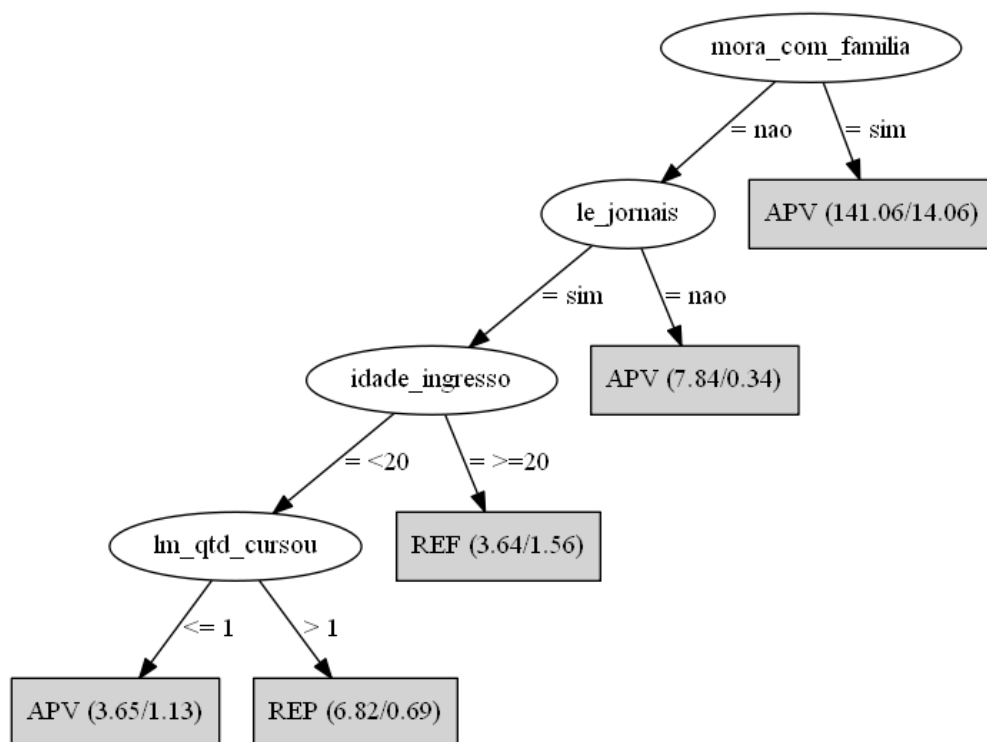 mora_com_familia
= nao
= sim
le_jornais
APV (141.06/14.06)
= sim
= nao
idade_ingresso
APV (7.84/0.34)
= <20
= >=20
lm_qtd_cursou
REF (3.64/1.56)
<= 1
> 1
APV (3.65/1.13)
REP (6.82/0.69)